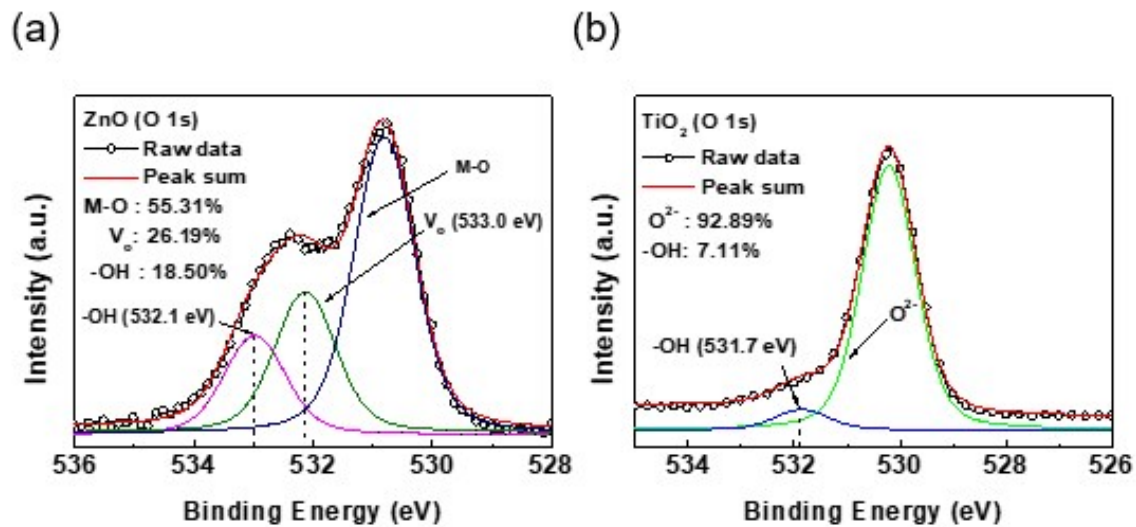 (a)
ZnO (O 1s)
Raw data
Peak sum
M-O : 55.31%
Vₒ: 26.19%
-OH : 18.50%
M-O
Vₒ (533.0 eV)
-OH (532.1 eV)
Intensity (a.u.)
536 534 532 530 528
Binding Energy (eV)
(b)
TiO₂ (O 1s)
Raw data
Peak sum
O²⁻ : 92.89%
-OH: 7.11%
O²⁻
-OH (531.7 eV)
Intensity (a.u.)
534 532 530 528 526
Binding Energy (eV)